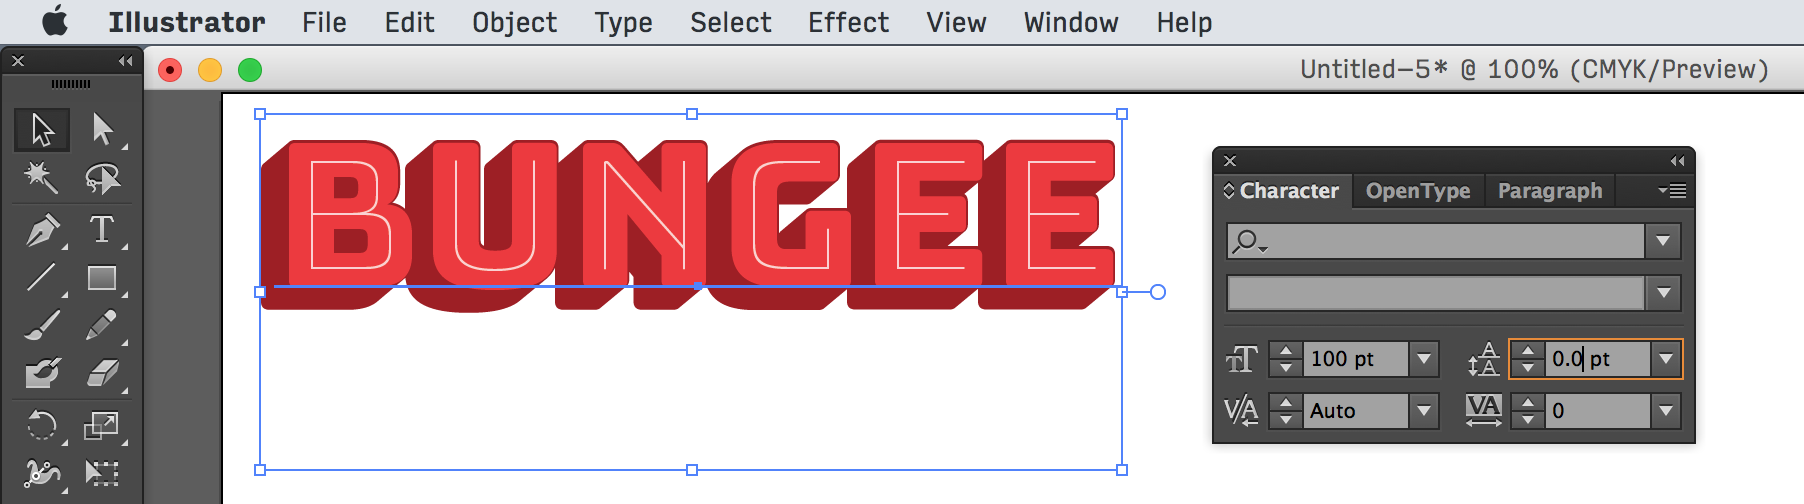 Illustrator File Edit Object Type Select Effect View Window Help
Untitled–5* @ 100% (CMYK/Preview)
BUNGEE
Character OpenType Paragraph
100 pt 0.0 pt
Auto 0